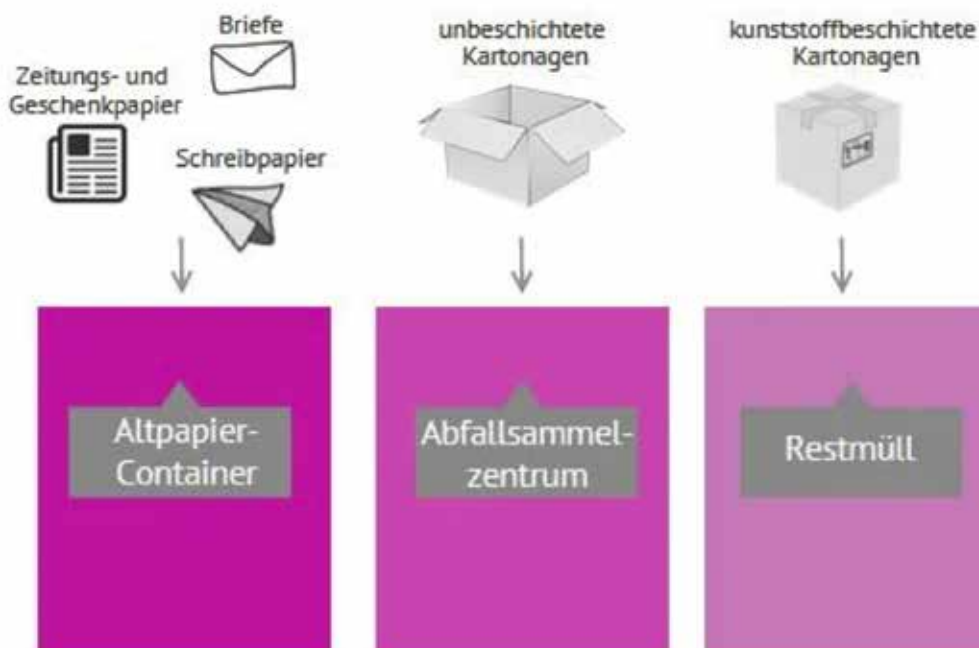 Briefe
Zeitungs- und
Geschenkpapier
Schreibpapier
unbeschichtete
Kartonagen
kunststoffbeschichtete
Kartonagen
Altpapier-
Container
Abfallsammel-
zentrum
Restmüll